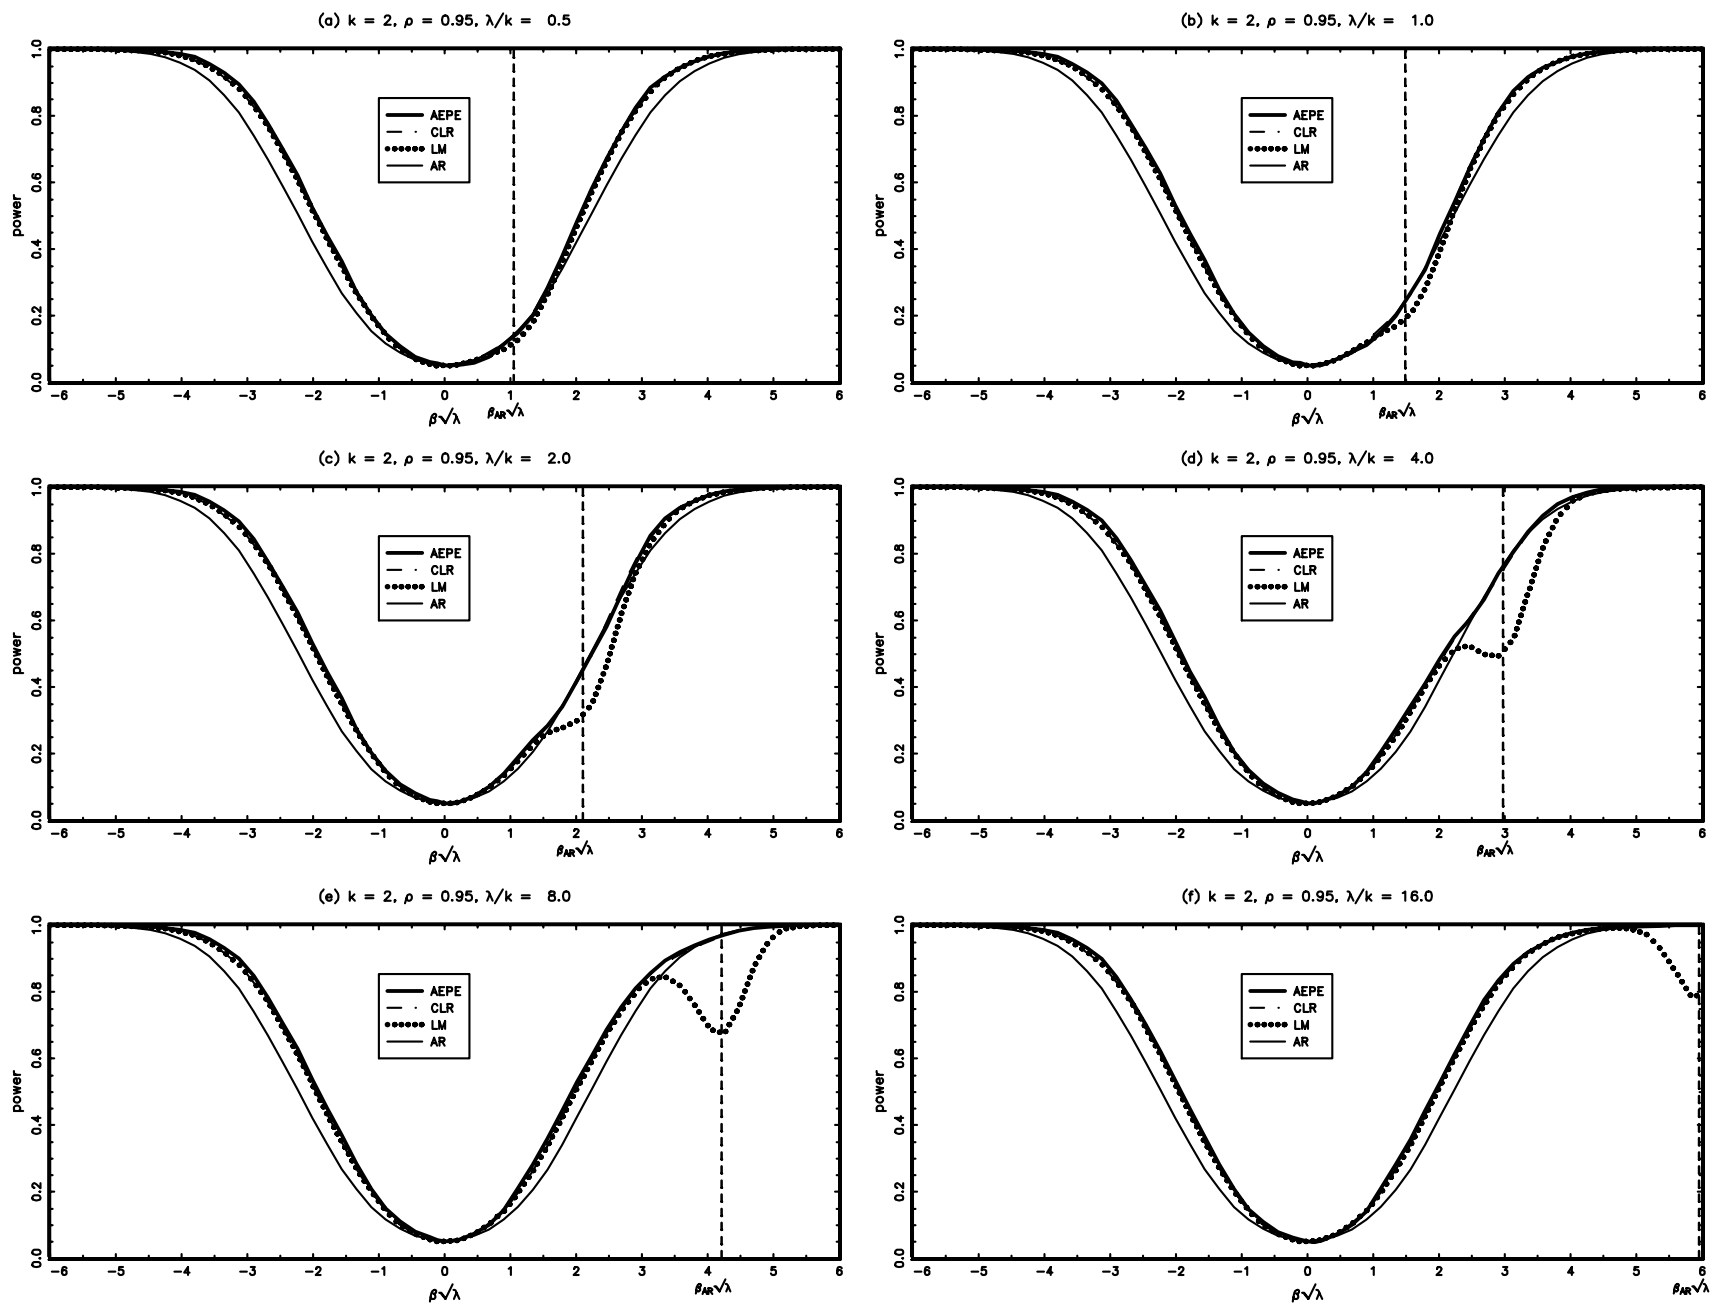 (a) k = 2, ρ = 0.95, λ/k = 0.5
power
0.0 0.2 0.4 0.6 0.8 1.0
AEPE
CLR
LM
AR
-6 -5 -4 -3 -2 -1 0 1 2 3 4 5 6
β√λ
β_AR√λ
(b) k = 2, ρ = 0.95, λ/k = 1.0
power
0.0 0.2 0.4 0.6 0.8 1.0
AEPE
CLR
LM
AR
-6 -5 -4 -3 -2 -1 0 1 2 3 4 5 6
β√λ
β_AR√λ
(c) k = 2, ρ = 0.95, λ/k = 2.0
power
0.0 0.2 0.4 0.6 0.8 1.0
AEPE
CLR
LM
AR
-6 -5 -4 -3 -2 -1 0 1 2 3 4 5 6
β√λ
β_AR√λ
(d) k = 2, ρ = 0.95, λ/k = 4.0
power
0.0 0.2 0.4 0.6 0.8 1.0
AEPE
CLR
LM
AR
-6 -5 -4 -3 -2 -1 0 1 2 3 4 5 6
β√λ
β_AR√λ
(e) k = 2, ρ = 0.95, λ/k = 8.0
power
0.0 0.2 0.4 0.6 0.8 1.0
AEPE
CLR
LM
AR
-6 -5 -4 -3 -2 -1 0 1 2 3 4 5 6
β√λ
β_AR√λ
(f) k = 2, ρ = 0.95, λ/k = 16.0
power
0.0 0.2 0.4 0.6 0.8 1.0
AEPE
CLR
LM
AR
-6 -5 -4 -3 -2 -1 0 1 2 3 4 5 6
β√λ
β_AR√λ